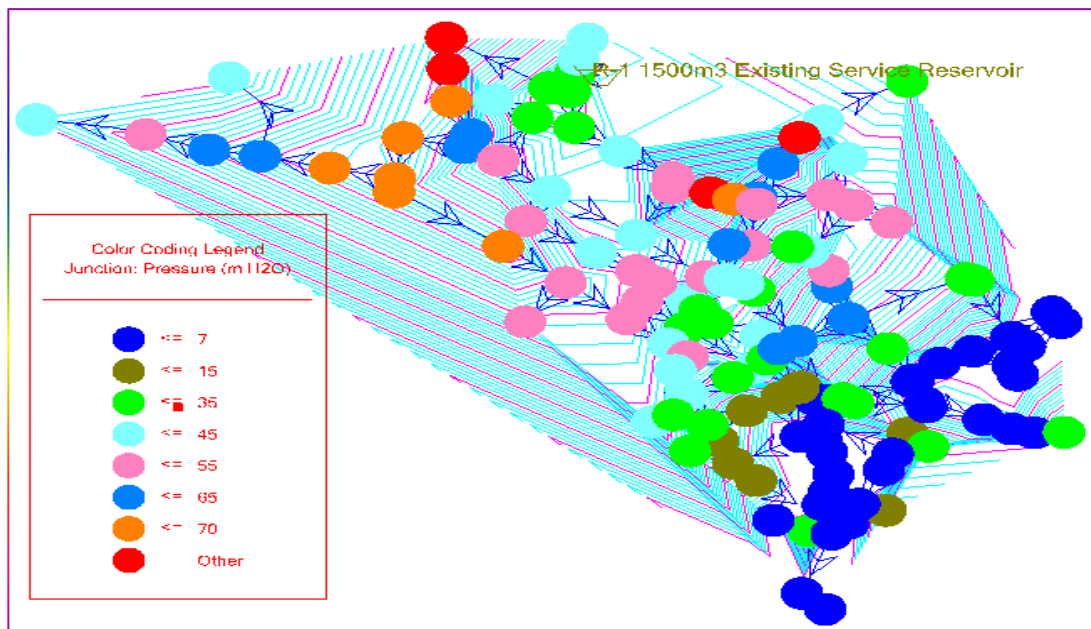 R-1 1500m3 Existing Service Reservoir
Color Coding Legend
Junction: Pressure (m H2O)
<= 7
<= 15
<= 35
<= 45
<= 55
<= 65
<= 70
Other